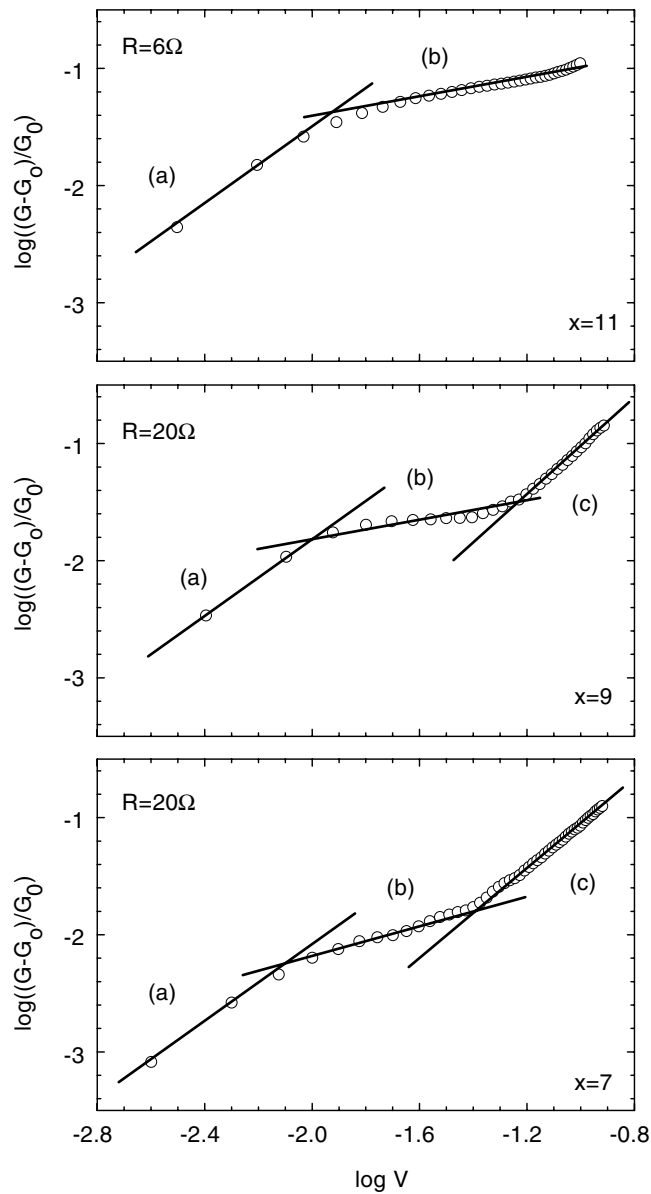 R=6Ω
(b)
(a)
x=11
-1
-2
-3
log((G-G₀)/G₀)
R=20Ω
(b)
(c)
(a)
x=9
-1
-2
-3
log((G-G₀)/G₀)
R=20Ω
(b)
(c)
(a)
x=7
-1
-2
-3
log((G-G₀)/G₀)
-2.8 -2.4 -2.0 -1.6 -1.2 -0.8
log V